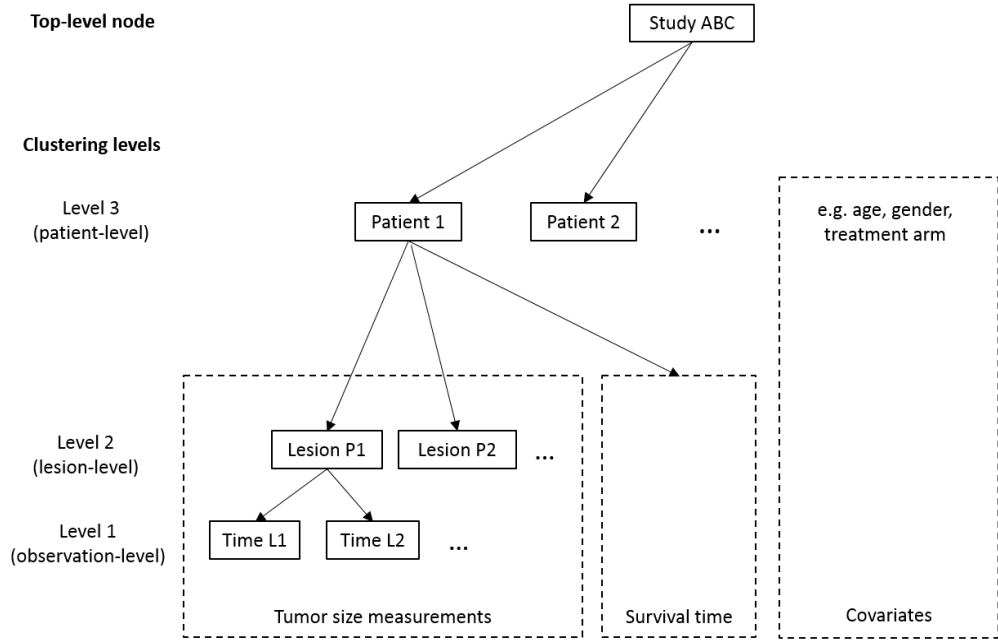 Top-level node
Study ABC
Clustering levels
Level 3
(patient-level)
Patient 1
Patient 2
...
e.g. age, gender,
treatment arm
Level 2
(lesion-level)
Lesion P1
Lesion P2
...
Level 1
(observation-level)
Time L1
Time L2
...
Tumor size measurements
Survival time
Covariates